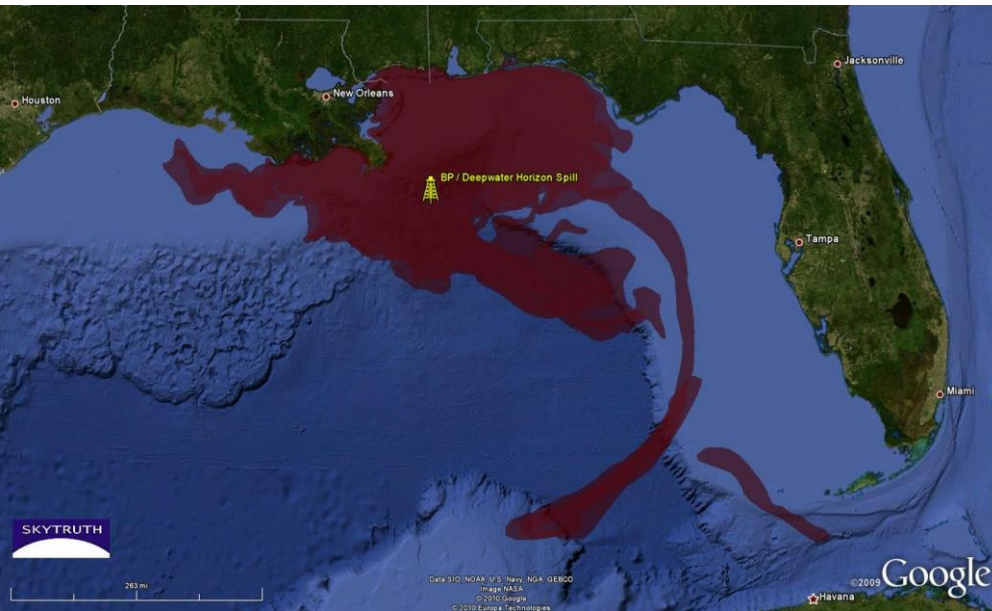 Jacksonville
Houston
New Orleans
BP / Deepwater Horizon Spill
Tampa
Miami
SKYTRUTH
263 mi
Data SIO, NOAA, U.S. Navy, NGA, GEBCO
Image NASA
© 2010 Google
© 2010 Europa Technologies
©2009 Google
Havana